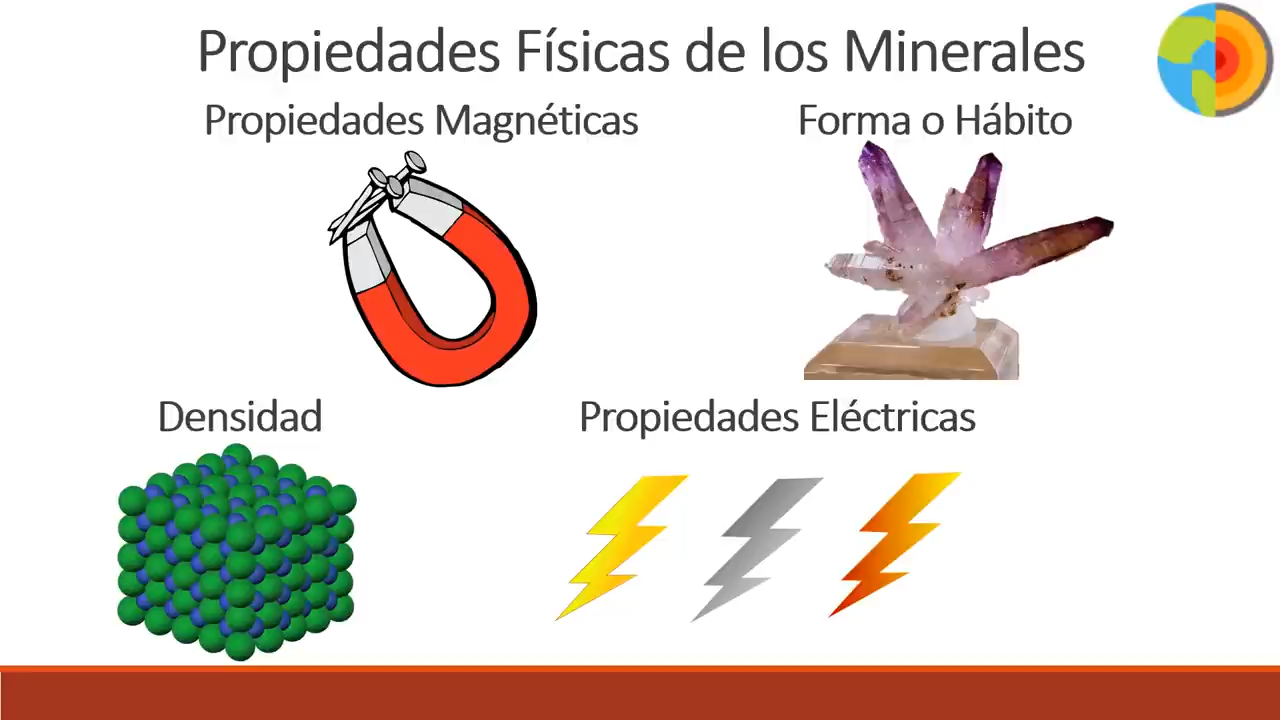 Propiedades Físicas de los Minerales
Propiedades Magnéticas
Forma o Hábito
Densidad
Propiedades Eléctricas